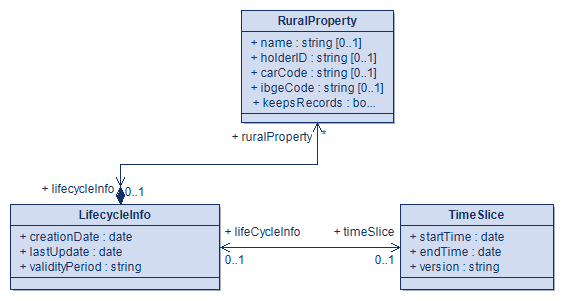 RuralProperty
+ name : string [0..1]
+ holderID : string [0..1]
+ carCode : string [0..1]
+ ibgeCode : string [0..1]
+ keepsRecords : bo...
+ ruralProperty
*
+ lifecycleInfo
0..1
LifecycleInfo
+ creationDate : date
+ lastUpdate : date
+ validityPeriod : string
+ lifeCycleInfo
+ timeSlice
0..1
0..1
TimeSlice
+ startTime : date
+ endTime : date
+ version : string